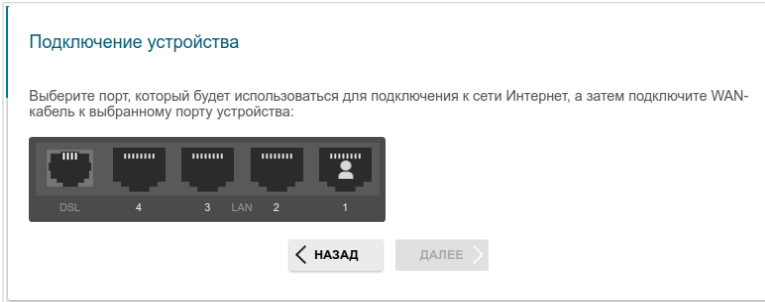 Подключение устройства
Выберите порт, который будет использоваться для подключения к сети Интернет, а затем подключите WAN-
кабель к выбранному порту устройства:
DSL 4 3 LAN 2 1
НАЗАД ДАЛЕЕ